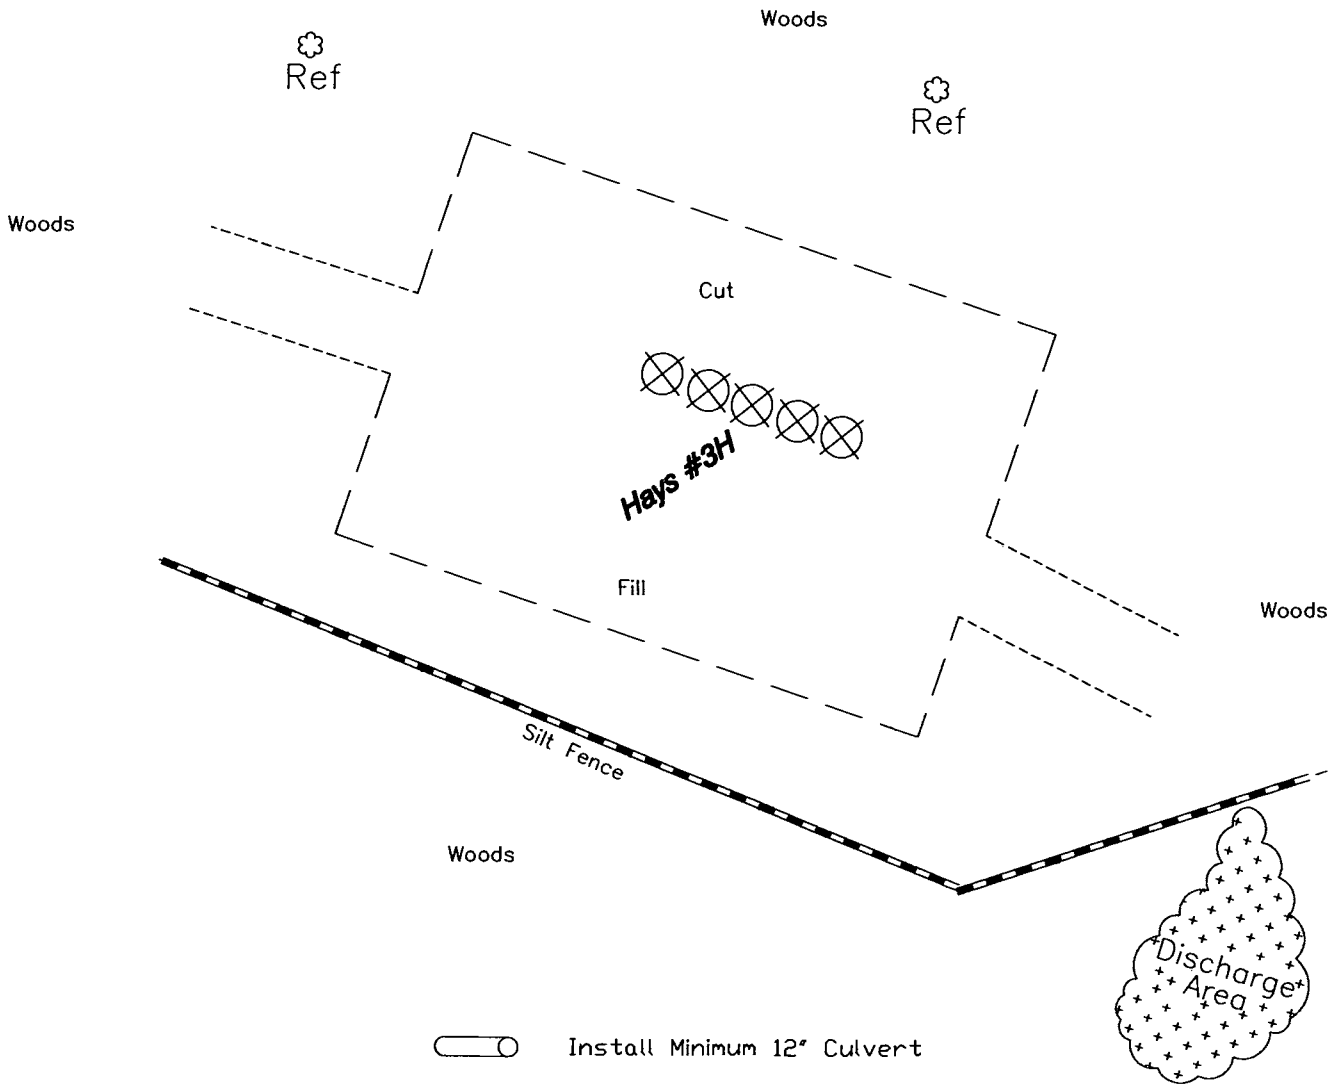 Woods
Ref
Ref
Woods
Cut
Hays #3H
Fill
Woods
Silt Fence
Woods
Discharge
Area
Install Minimum 12" Culvert